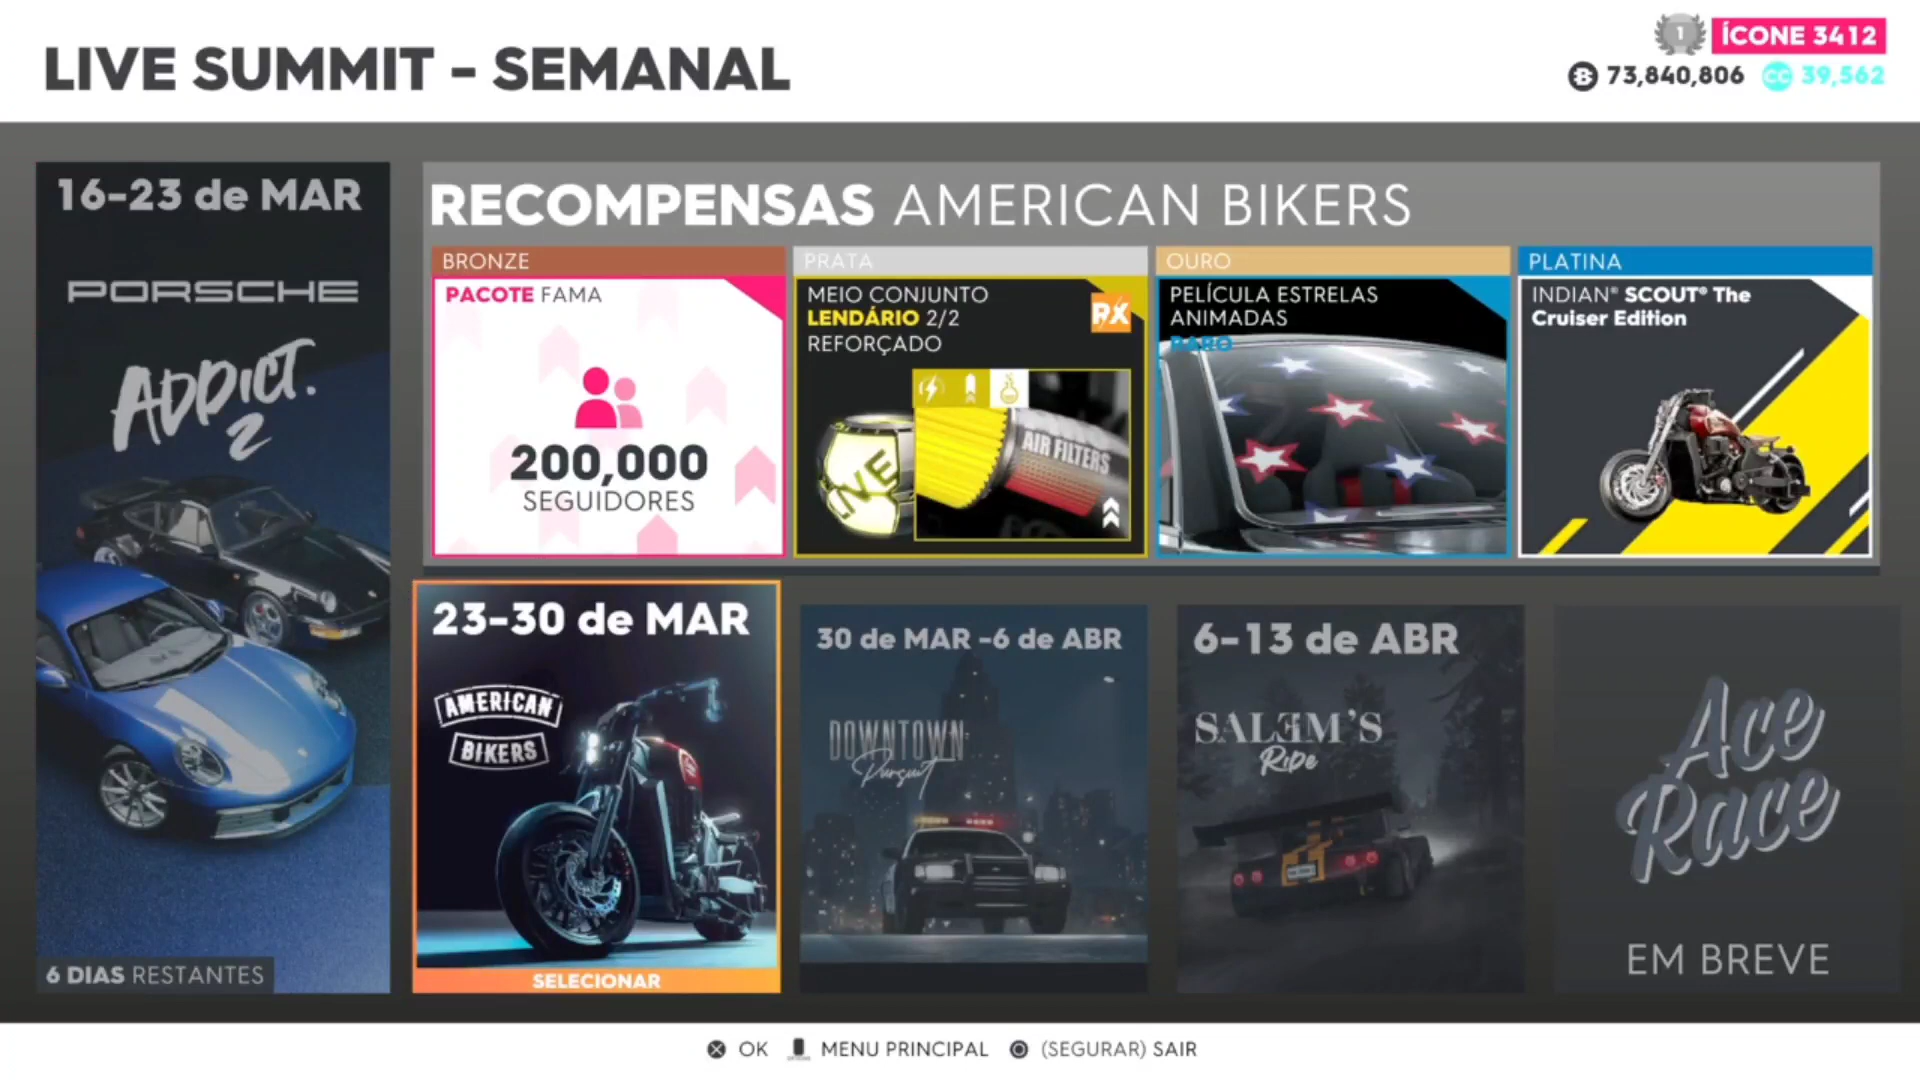 LIVE SUMMIT - SEMANAL
1
ÍCONE 3412
73,840,806
CC 39,562
16-23 de MAR
PORSCHE
ADDICT.
2
6 DIAS RESTANTES
RECOMPENSAS AMERICAN BIKERS
BRONZE
PACOTE FAMA
200,000
SEGUIDORES
PRATA
MEIO CONJUNTO
LENDÁRIO 2/2
REFORÇADO
RX
LIVE
AIR FILTERS
OURO
PELÍCULA ESTRELAS
ANIMADAS
RARO
PLATINA
INDIAN® SCOUT® The
Cruiser Edition
23-30 de MAR
AMERICAN
BIKERS
SELECIONAR
30 de MAR -6 de ABR
DOWNTOWN
Pursuit
6-13 de ABR
SALEM'S
RiDe
Ace
Race
EM BREVE
OK
MENU PRINCIPAL
(SEGURAR) SAIR